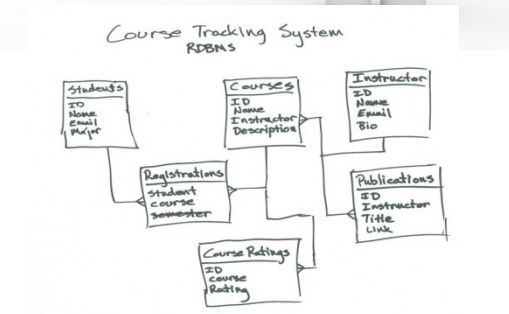 Course Tracking System
RDBMS
Students
ID
Name
Email
Major
Courses
ID
Name
Instructor
Description
Instructor
ID
Name
Email
Bio
Registrations
student
course
semester
Publications
ID
Instructor
Title
Link
Course Ratings
ID
course
Rating